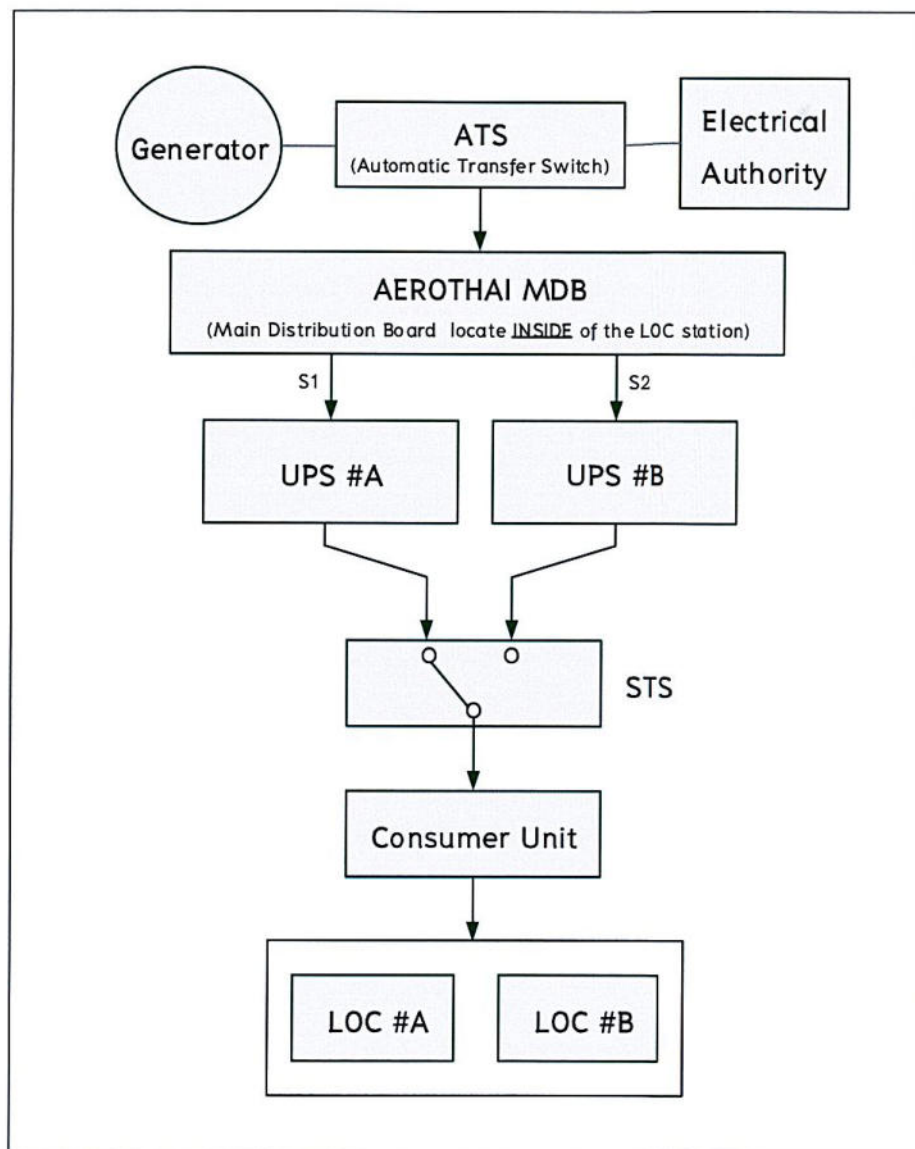 Generator
ATS
(Automatic Transfer Switch)
Electrical
Authority
AEROTHAI MDB
(Main Distribution Board locate INSIDE of the LOC station)
S1
S2
UPS #A
UPS #B
STS
Consumer Unit
LOC #A
LOC #B